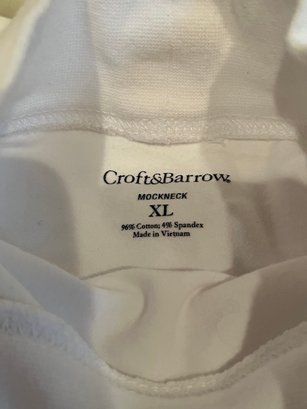 Croft&Barrow®
MOCKNECK
XL
96% Cotton; 4% Spandex
Made in Vietnam